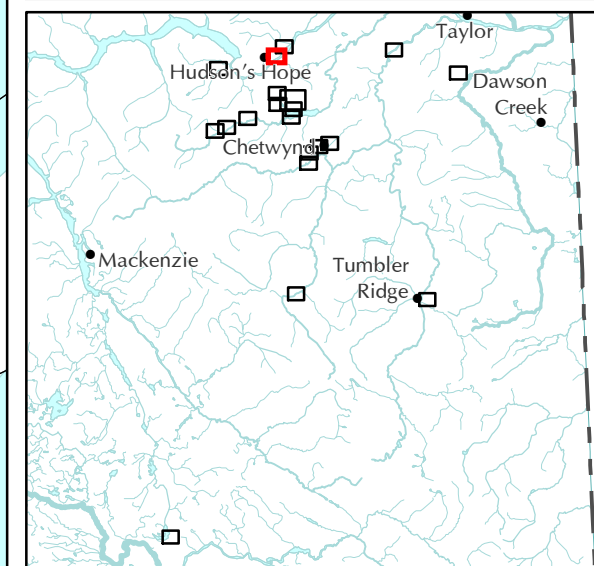 Taylor
Hudson's Hope
Dawson
Creek
Chetwynd
Mackenzie
Tumbler
Ridge